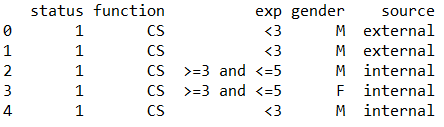 status function exp gender source
0 1 CS <3 M external
1 1 CS <3 M external
2 1 CS >=3 and <=5 M internal
3 1 CS >=3 and <=5 F internal
4 1 CS <3 M internal